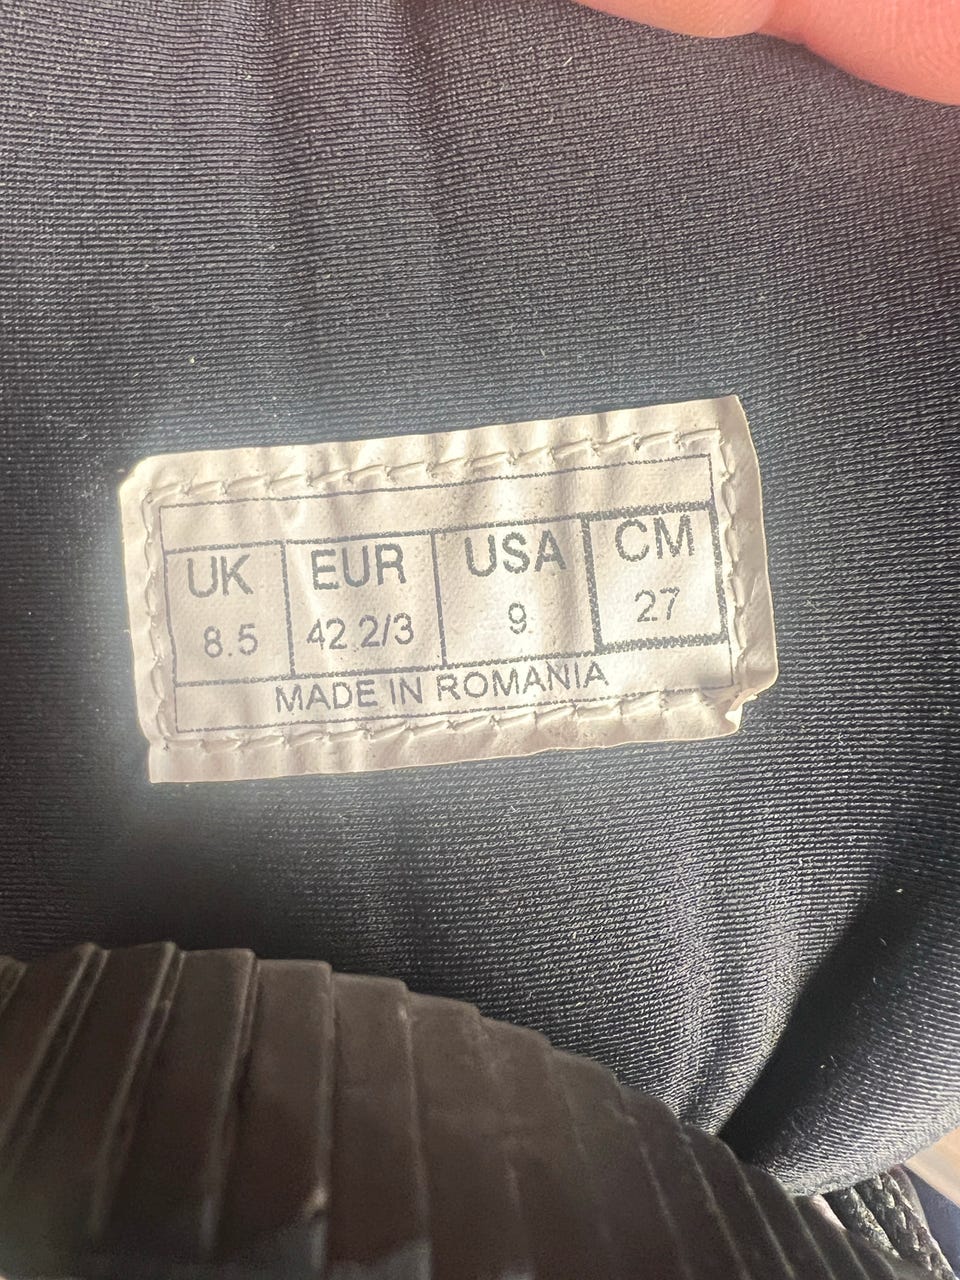 UK EUR USA CM
8.5 42.2/3 9 27
MADE IN ROMANIA